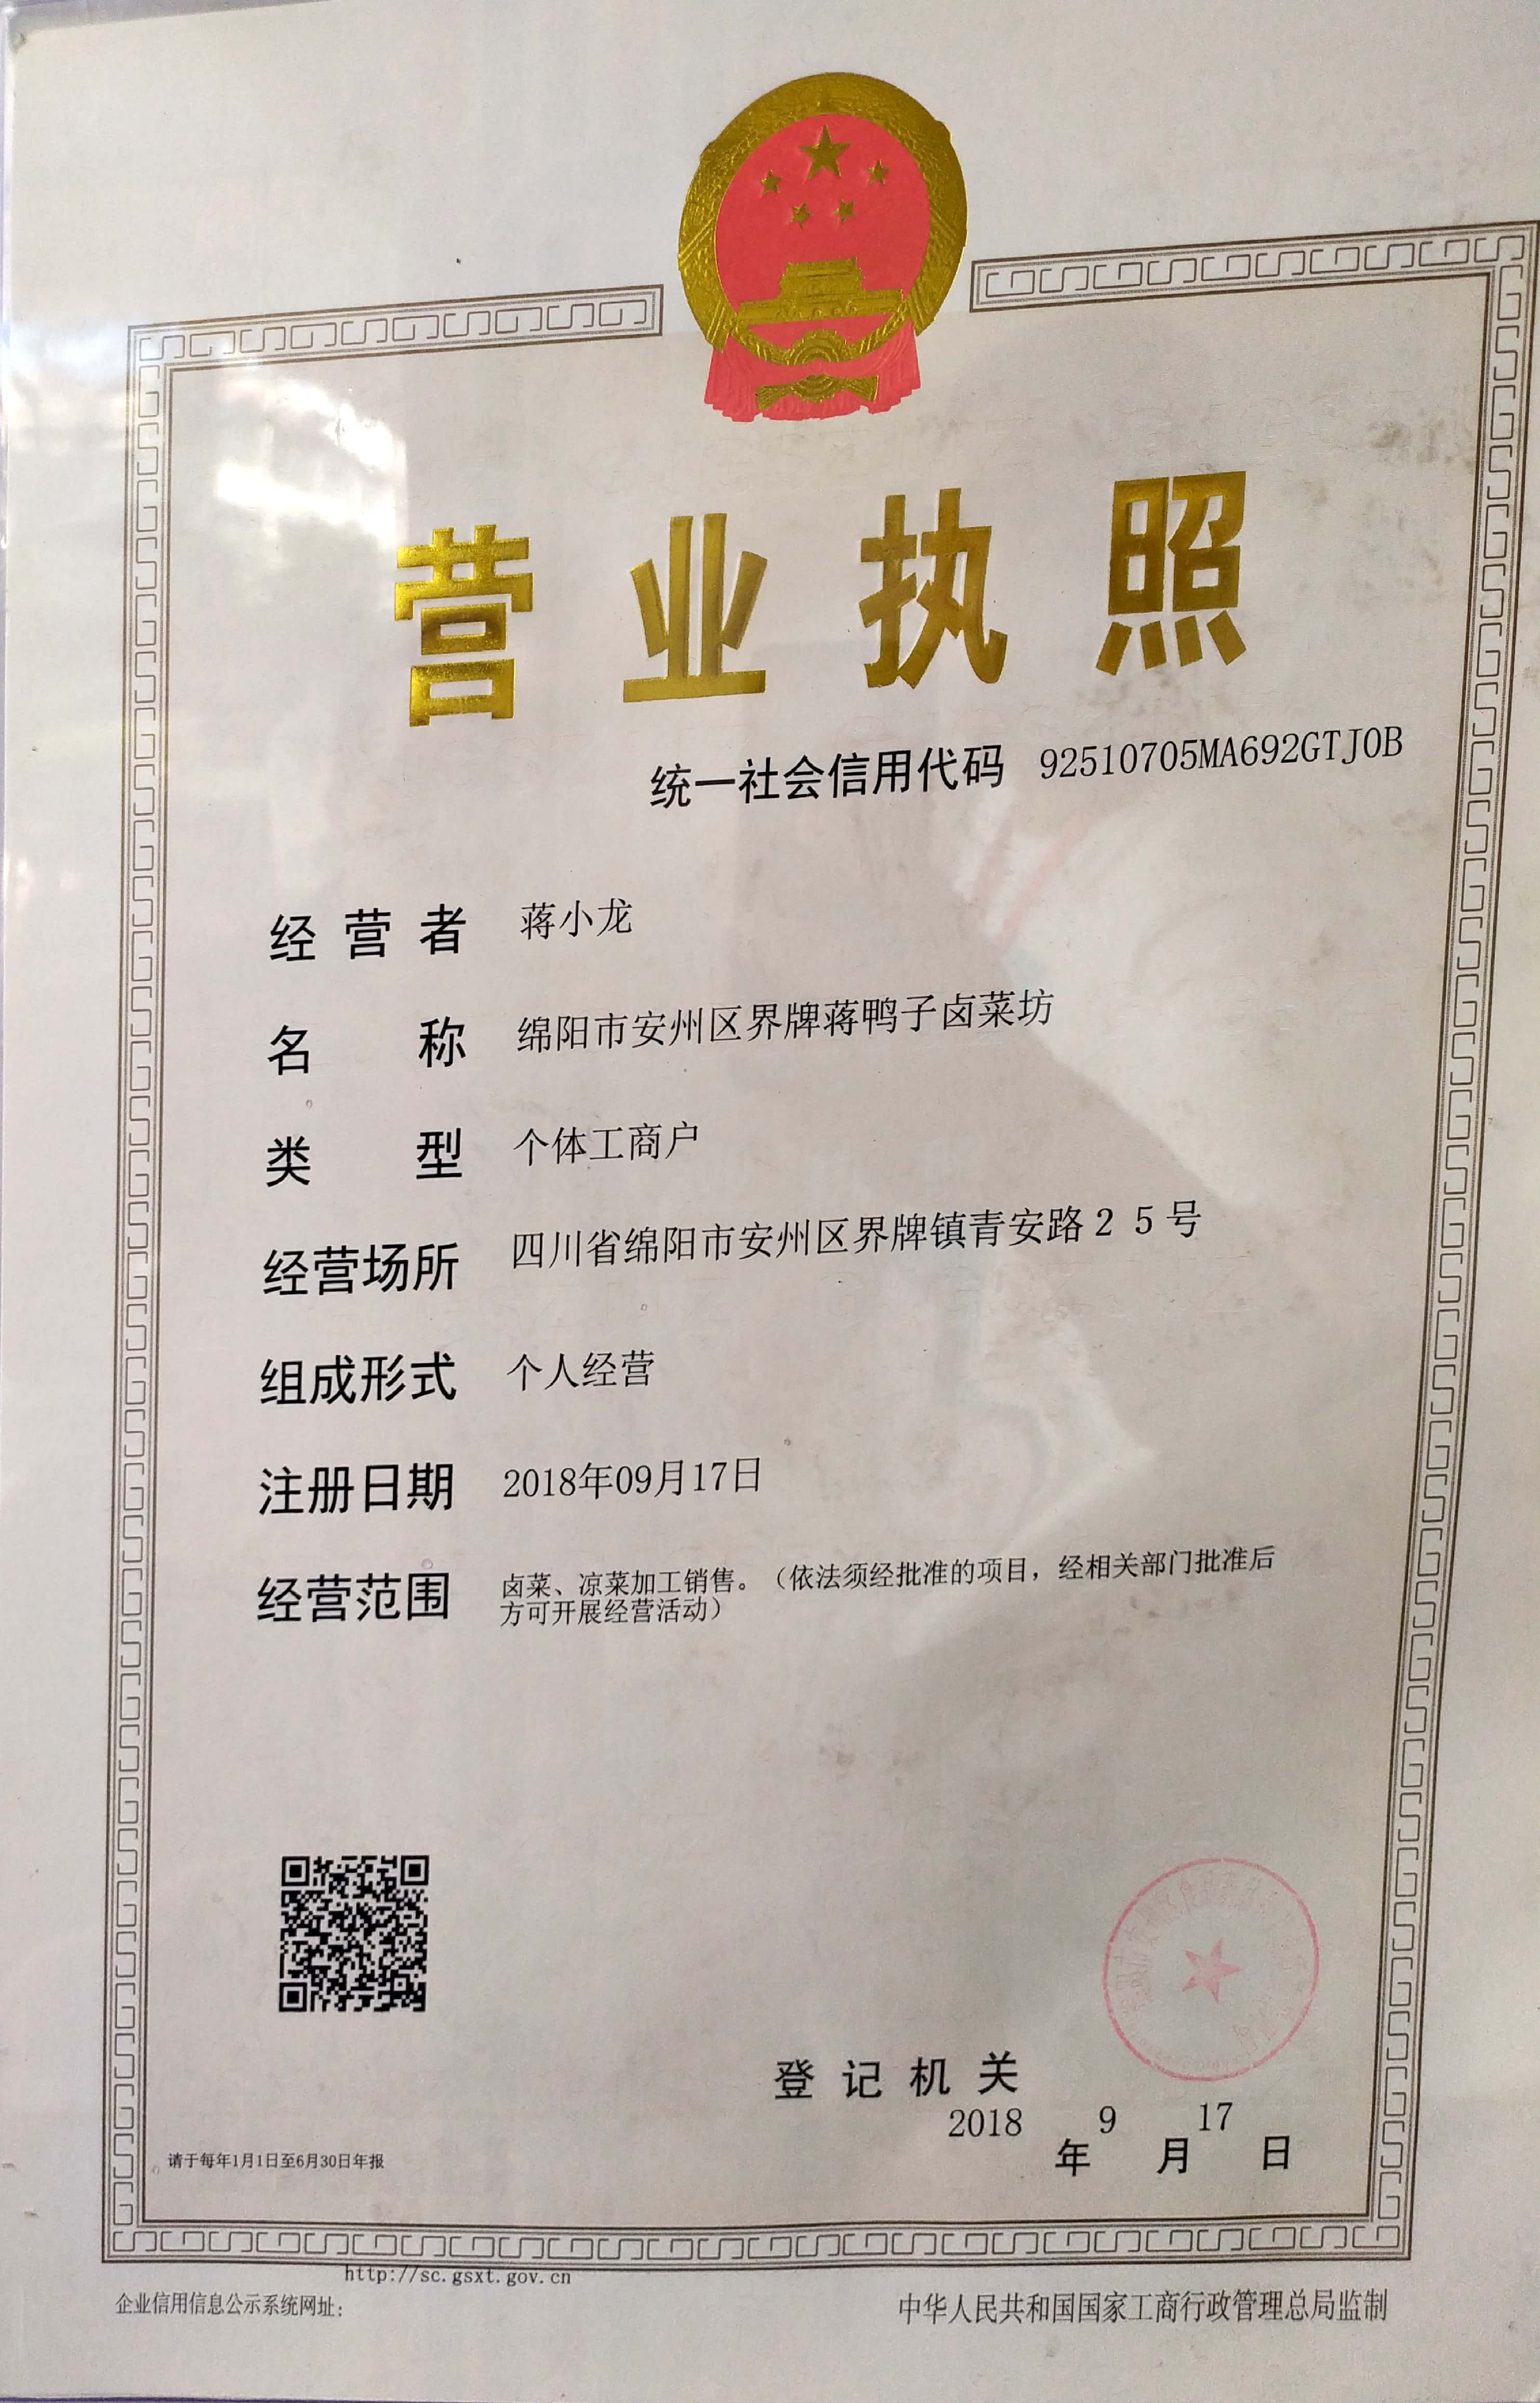 营业执照
统一社会信用代码 92510705MA692GTJ0B
经营者 蒋小龙
名称 绵阳市安州区界牌蒋鸭子卤菜坊
类型 个体工商户
经营场所 四川省绵阳市安州区界牌镇青安路25号
组成形式 个人经营
注册日期 2018年09月17日
经营范围 卤菜、凉菜加工销售。（依法须经批准的项目，经相关部门批准后
方可开展经营活动）
登记机关
2018年9月17日
请于每年1月1日至6月30日年报
http://sc.gsxt.gov.cn
企业信用信息公示系统网址：
中华人民共和国国家工商行政管理总局监制